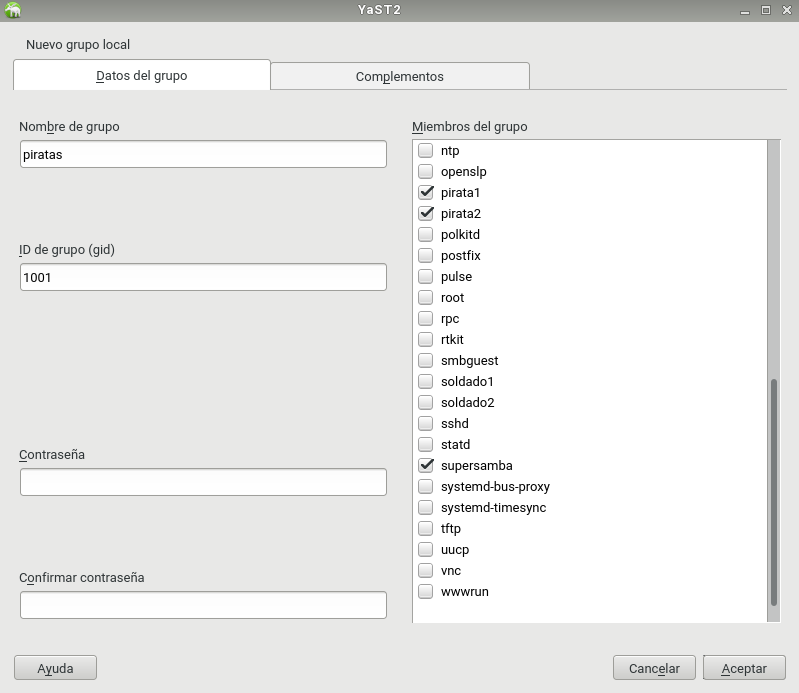 YaST2
Nuevo grupo local
Datos del grupo
Complementos
Nombre de grupo
piratas
ID de grupo (gid)
1001
Contraseña
Confirmar contraseña
Miembros del grupo
ntp
openslp
pirata1
pirata2
polkitd
postfix
pulse
root
rpc
rtkit
smbguest
soldado1
soldado2
sshd
statd
supersamba
systemd-bus-proxy
systemd-timesync
tftp
uucp
vnc
wwwrun
Ayuda
Cancelar
Aceptar